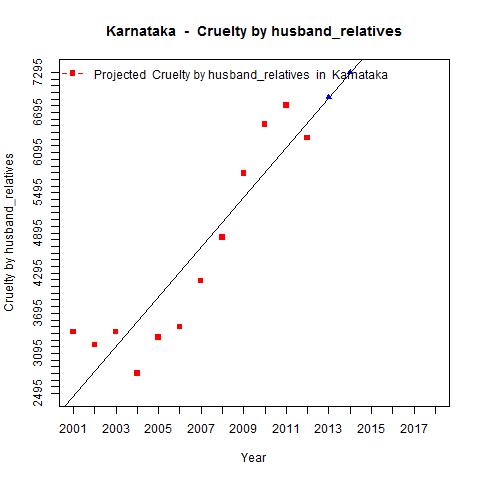 Karnataka - Cruelty by husband_relatives
Projected Cruelty by husband_relatives in Karnataka
7295
6695
6095
5495
4895
4295
3695
3095
2495
Cruelty by husband_relatives
2001 2003 2005 2007 2009 2011 2013 2015 2017
Year